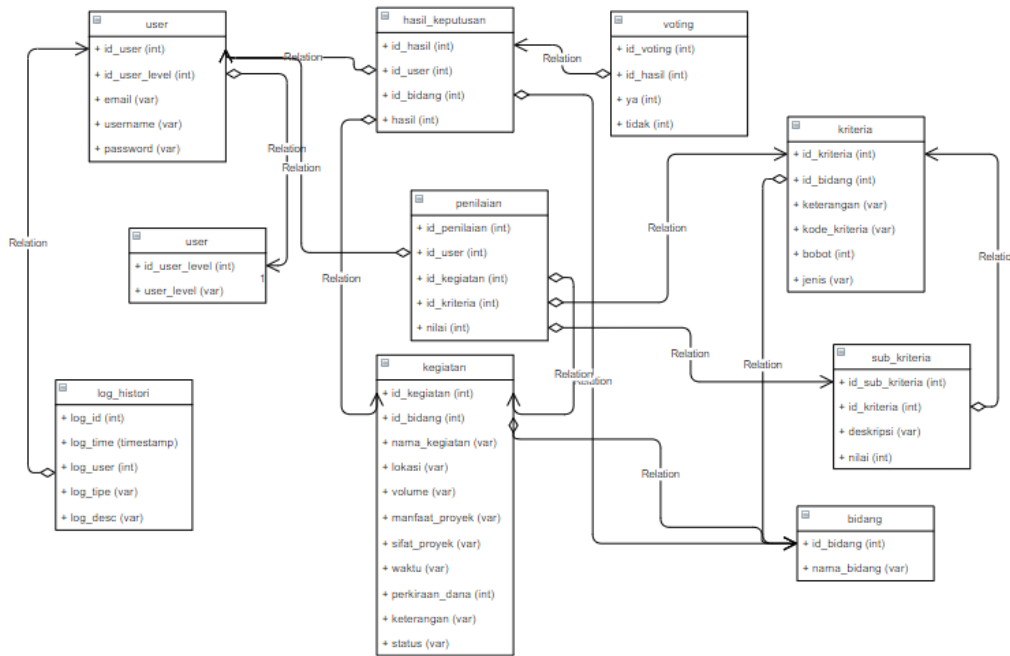 user
+ id_user (int)
+ id_user_level (int)
+ email (var)
+ username (var)
+ password (var)
hasil_keputusan
+ id_hasil (int)
+ id_user (int)
+ id_bidang (int)
+ hasil (int)
voting
+ id_voting (int)
+ id_hasil (int)
+ ya (int)
+ tidak (int)
kriteria
+ id_kriteria (int)
+ id_bidang (int)
+ keterangan (var)
+ kode_kriteria (var)
+ bobot (int)
+ jenis (var)
penilaian
+ id_penilaian (int)
+ id_user (int)
+ id_kegiatan (int)
+ id_kriteria (int)
+ nilai (int)
user
+ id_user_level (int)
+ user_level (var)
1
sub_kriteria
+ id_sub_kriteria (int)
+ id_kriteria (int)
+ deskripsi (var)
+ nilai (int)
kegiatan
+ id_kegiatan (int)
+ id_bidang (int)
+ nama_kegiatan (var)
+ lokasi (var)
+ volume (var)
+ manfaat_proyek (var)
+ sifat_proyek (var)
+ waktu (var)
+ perkiraan_dana (int)
+ keterangan (var)
+ status (var)
log_histori
+ log_id (int)
+ log_time (timestamp)
+ log_user (int)
+ log_tipe (var)
+ log_desc (var)
bidang
+ id_bidang (int)
+ nama_bidang (var)
Relation
Relation
Relation
Relation
Relation
Relation
Relation
Relation
Relation
Relation
Relation
Relation
Relation